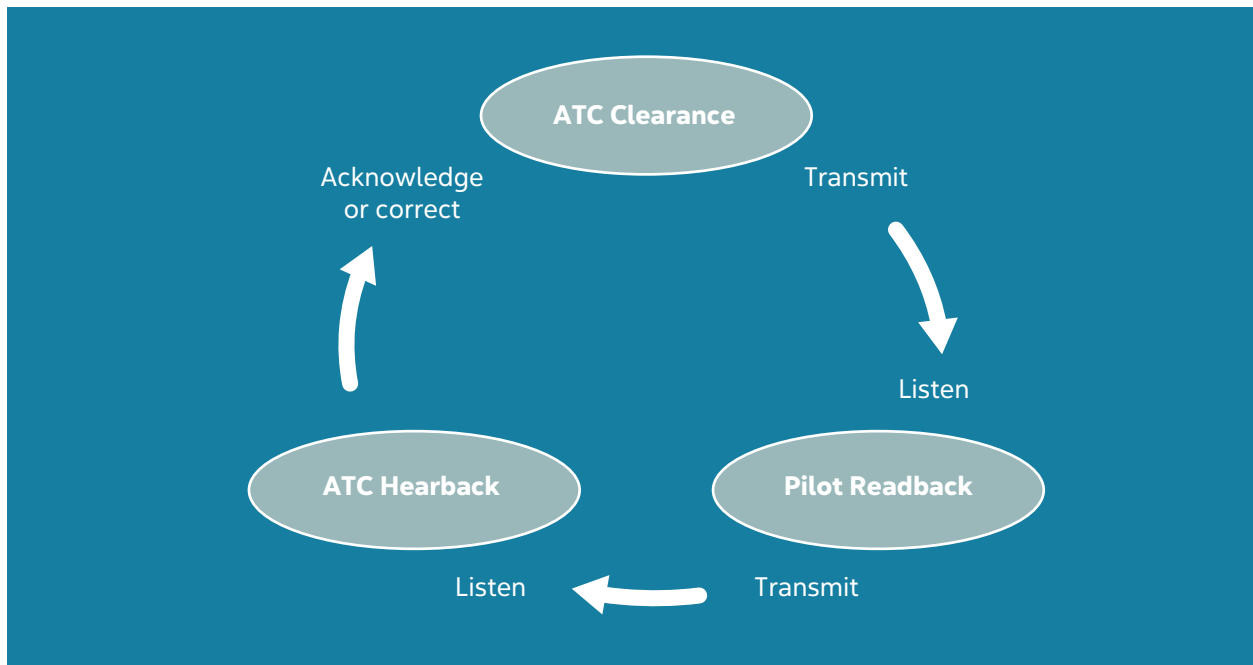 ATC Clearance
Acknowledge
or correct
Transmit
Listen
ATC Hearback
Pilot Readback
Listen
Transmit